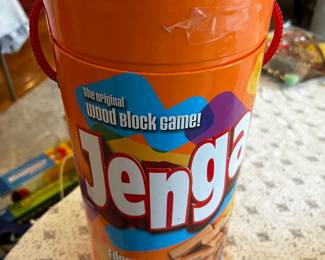 the original
WOOD BLOCK GAME!
Jenga